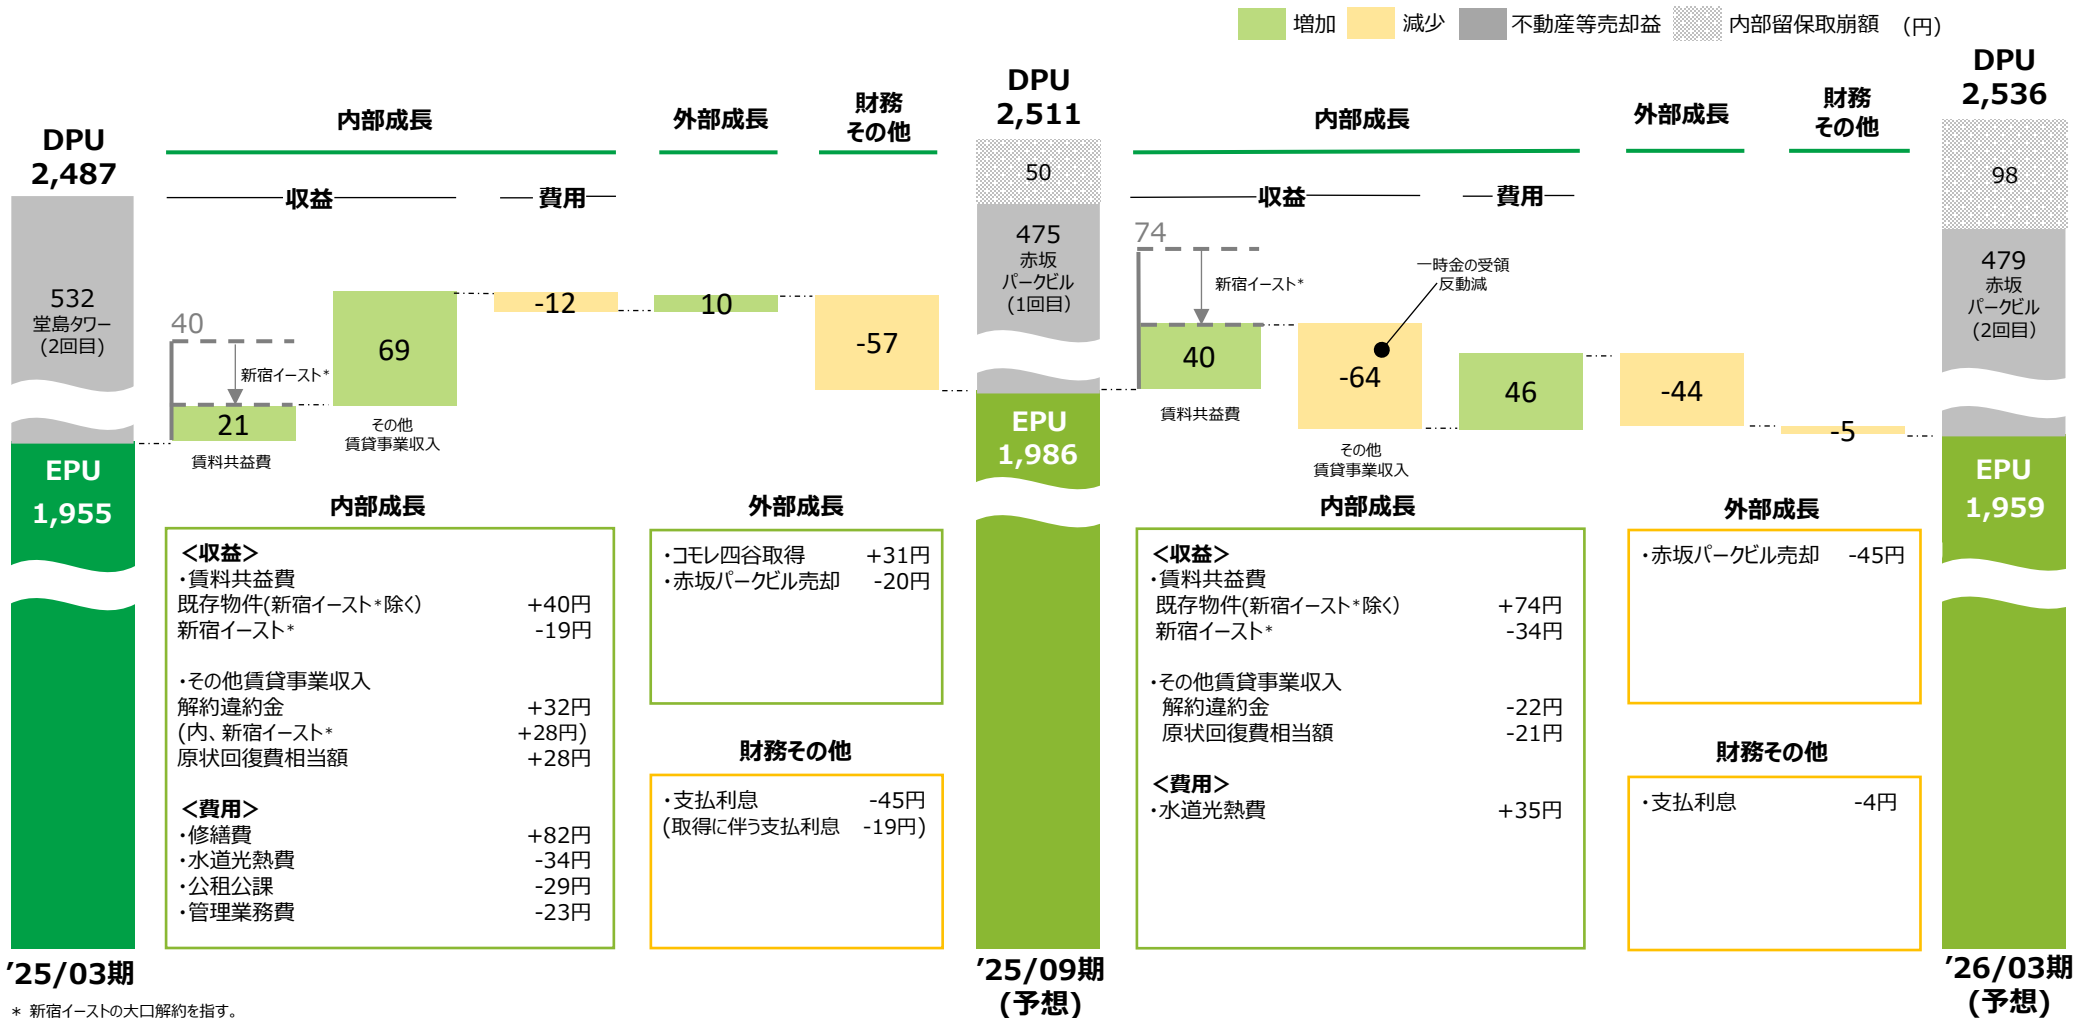 増加 減少 不動産等売却益 内部留保取崩額 (円)
DPU
2,487
532
堂島タワー
(2回目)
EPU
1,955
'25/03期
内部成長
外部成長
財務
その他
収益
費用
40
新宿イースト*
21
賃料共益費
69
その他
賃貸事業収入
-12
10
-57
内部成長
<収益>
・賃料共益費
既存物件(新宿イースト*除く) +40円
新宿イースト* -19円
・その他賃貸事業収入
解約違約金 +32円
(内、新宿イースト* +28円)
原状回復費相当額 +28円
<費用>
・修繕費 +82円
・水道光熱費 -34円
・公租公課 -29円
・管理業務費 -23円
外部成長
・コモレ四谷取得 +31円
・赤坂パークビル売却 -20円
財務その他
・支払利息 -45円
(取得に伴う支払利息 -19円)
DPU
2,511
50
475
赤坂
パークビル
(1回目)
EPU
1,986
'25/09期
(予想)
内部成長
外部成長
財務
その他
収益
費用
74
新宿イースト*
40
賃料共益費
一時金の受領
反動減
-64
その他
賃貸事業収入
46
-44
-5
内部成長
<収益>
・賃料共益費
既存物件(新宿イースト*除く) +74円
新宿イースト* -34円
・その他賃貸事業収入
解約違約金 -22円
原状回復費相当額 -21円
<費用>
・水道光熱費 +35円
外部成長
・赤坂パークビル売却 -45円
財務その他
・支払利息 -4円
DPU
2,536
98
479
赤坂
パークビル
(2回目)
EPU
1,959
'26/03期
(予想)
* 新宿イーストの大口解約を指す。